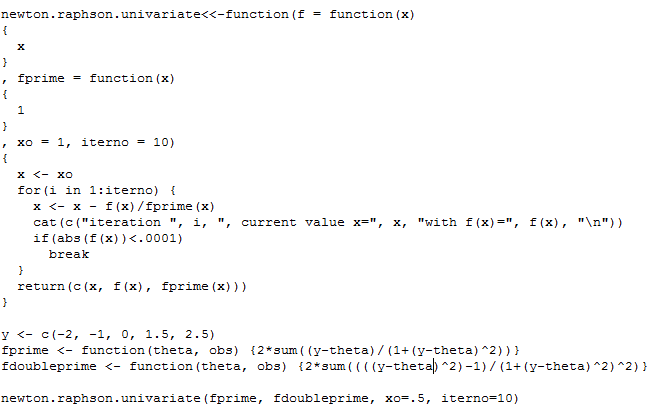 newton.raphson.univariate<<-function(f = function(x)
{
  x
}
, fprime = function(x)
{
  1
}
, xo = 1, iterno = 10)
{
  x <- xo
  for(i in 1:iterno) {
    x <- x - f(x)/fprime(x)
    cat(c("iteration ", i, ", current value x=", x, "with f(x)=", f(x), "\n"))
    if(abs(f(x))<.0001)
      break
  }
  return(c(x, f(x), fprime(x)))
}
y <- c(-2, -1, 0, 1.5, 2.5)
fprime <- function(theta, obs) {2*sum((y-theta)/(1+(y-theta)^2))}
fdoubleprime <- function(theta, obs) {2*sum((((y-theta)^2)-1)/(1+(y-theta)^2)^2)}
newton.raphson.univariate(fprime, fdoubleprime, xo=.5, iterno=10)